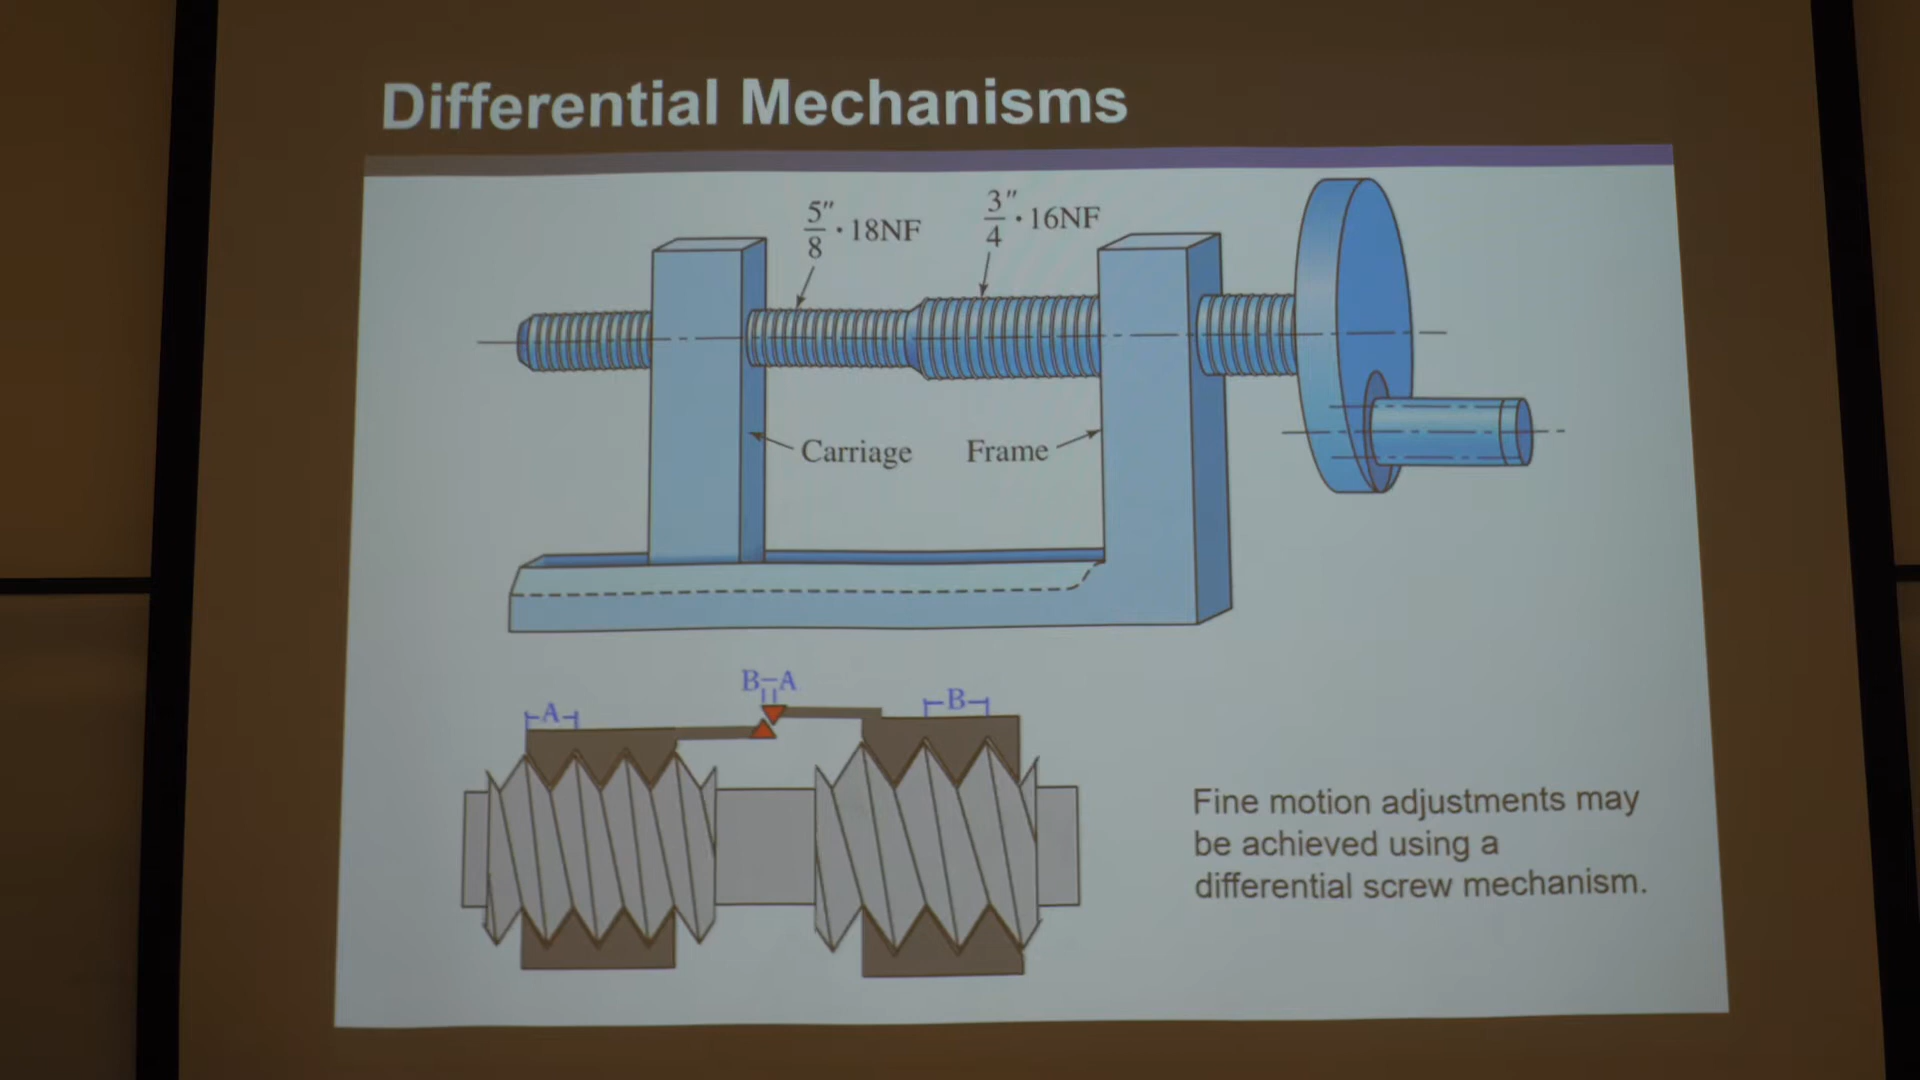 Differential Mechanisms
5"/8 · 18NF
3"/4 · 16NF
Carriage
Frame
B–A
A
B
Fine motion adjustments may
be achieved using a
differential screw mechanism.